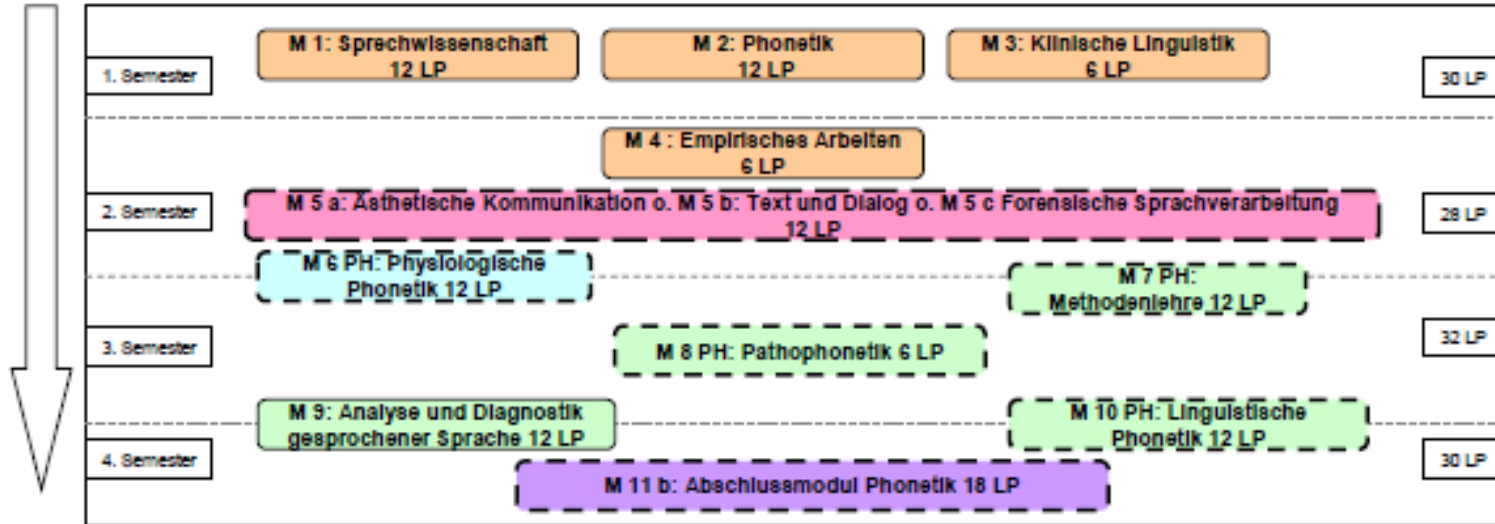 M 1: Sprechwissenschaft
12 LP
M 2: Phonetik
12 LP
M 3: Klinische Linguistik
6 LP
1. Semester
30 LP
M 4 : Empirisches Arbeiten
6 LP
2. Semester
M 5 a: Ästhetische Kommunikation o. M 5 b: Text und Dialog o. M 5 c Forensische Sprachverarbeitung
12 LP
28 LP
M 6 PH: Physiologische
Phonetik 12 LP
M 7 PH:
Methodenlehre 12 LP
3. Semester
M 8 PH: Pathophonetik 6 LP
32 LP
M 9: Analyse und Diagnostik
gesprochener Sprache 12 LP
M 10 PH: Linguistische
Phonetik 12 LP
4. Semester
30 LP
M 11 b: Abschlussmodul Phonetik 18 LP